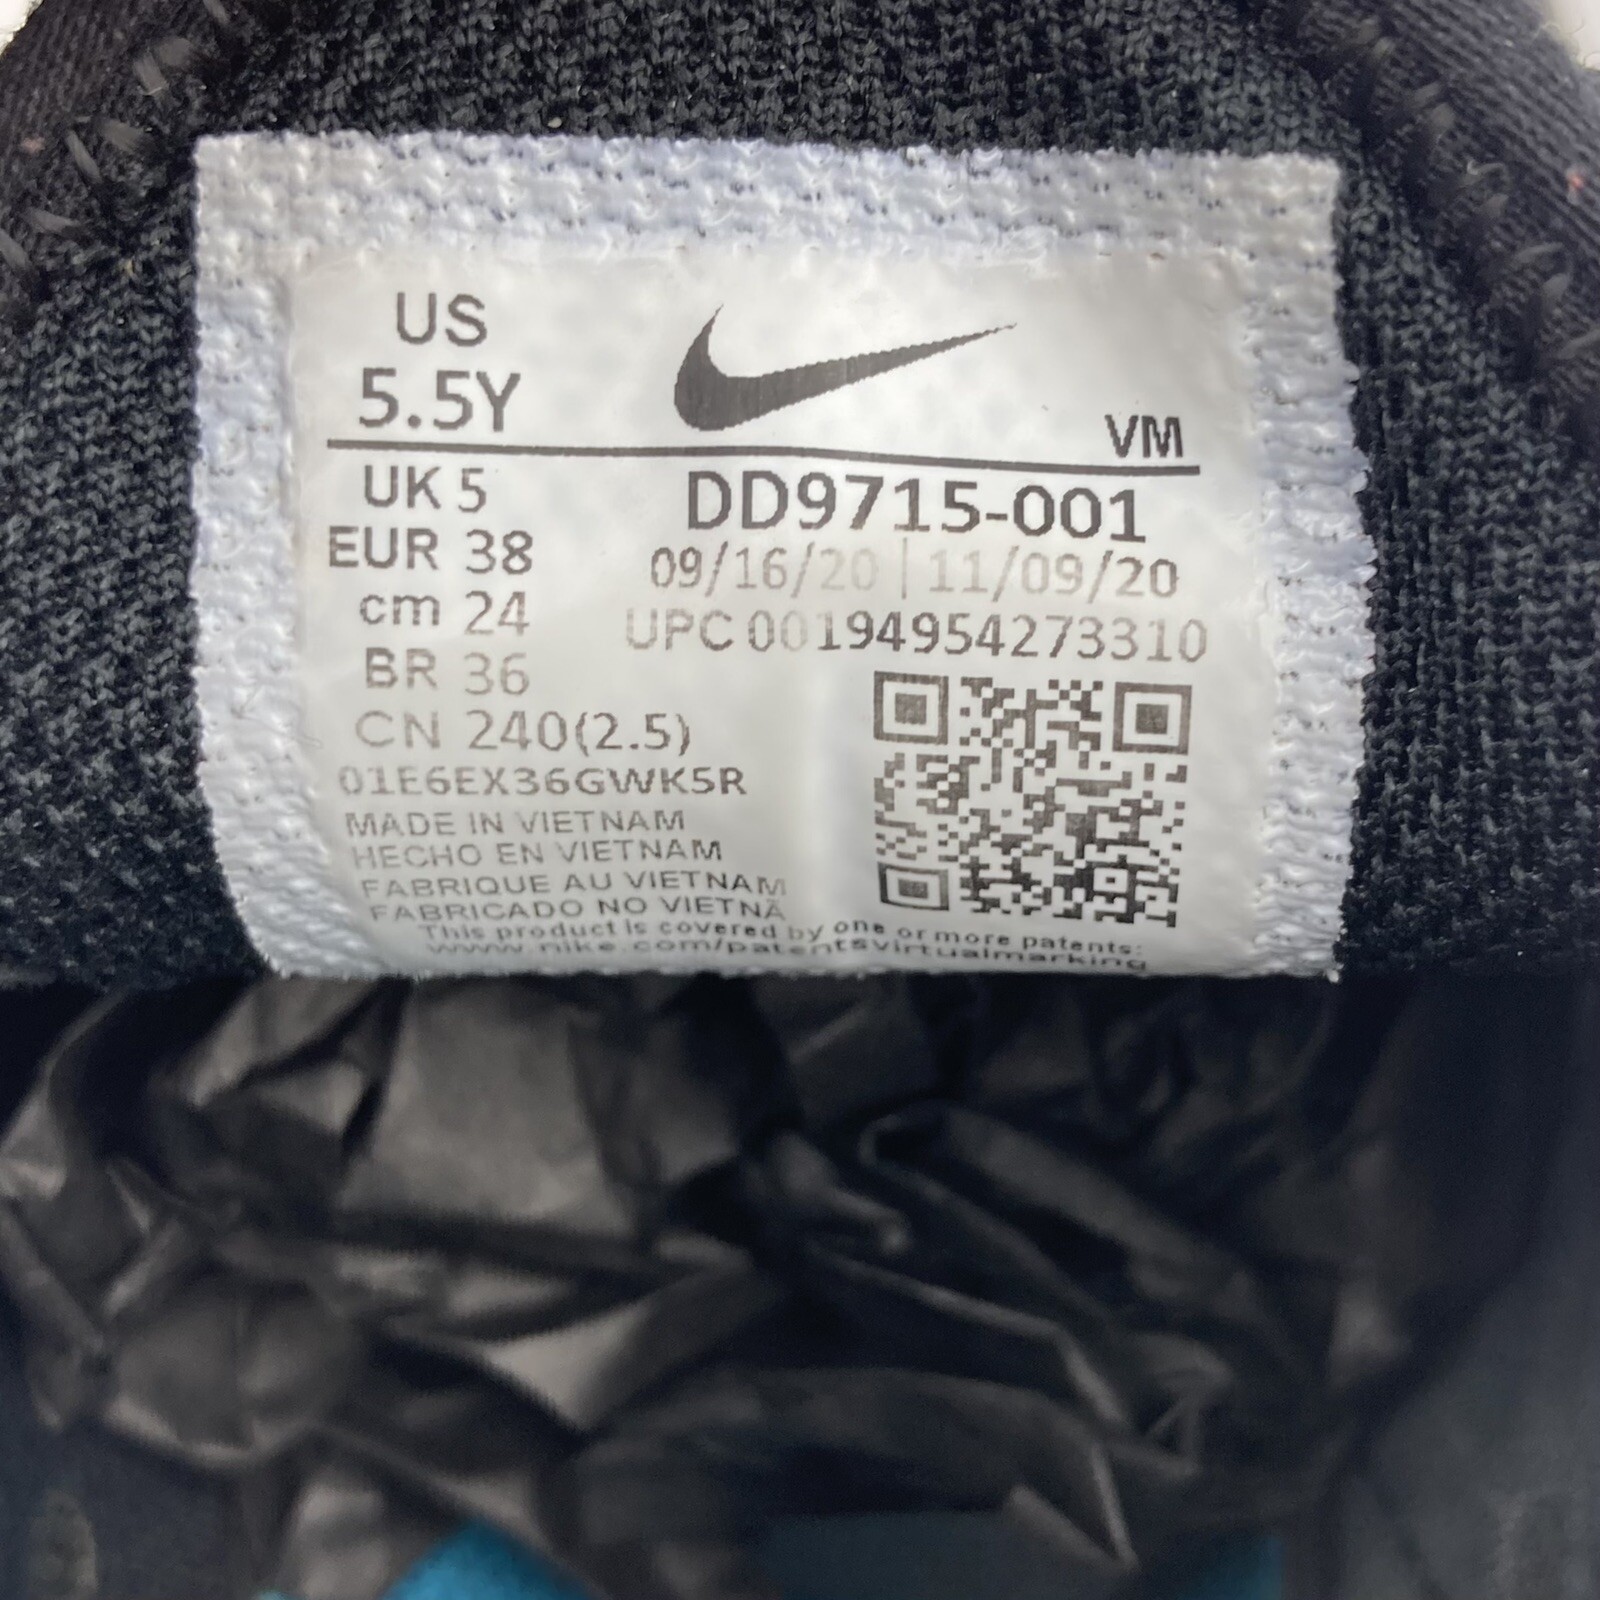 US
5.5Y
VM
UK 5
EUR 38
cm 24
BR 36
CN 240(2.5)
DD9715-001
09/16/20 | 11/09/20
UPC 00194954273310
01E6EX36GWK5R
MADE IN VIETNAM
HECHO EN VIETNAM
FABRIQUE AU VIETNAM
FABRICADO NO VIETNÃ
This product is covered by one or more patents:
www.nike.com/patentsvirtualmarking